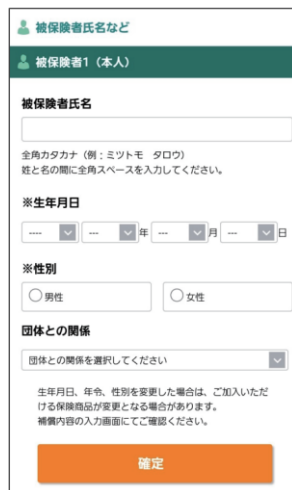 被保険者氏名など
被保険者1（本人）
被保険者氏名
全角カタカナ（例：ミツトモ　タロウ）
姓と名の間に全角スペースを入力してください。
※生年月日
---- --- 年 --- 月 --- 日
※性別
男性 女性
団体との関係
団体との関係を選択してください
生年月日、年令、性別を変更した場合は、ご加入いただ
ける保険商品が変更となる場合があります。
補償内容の入力画面にてご確認ください。
確定